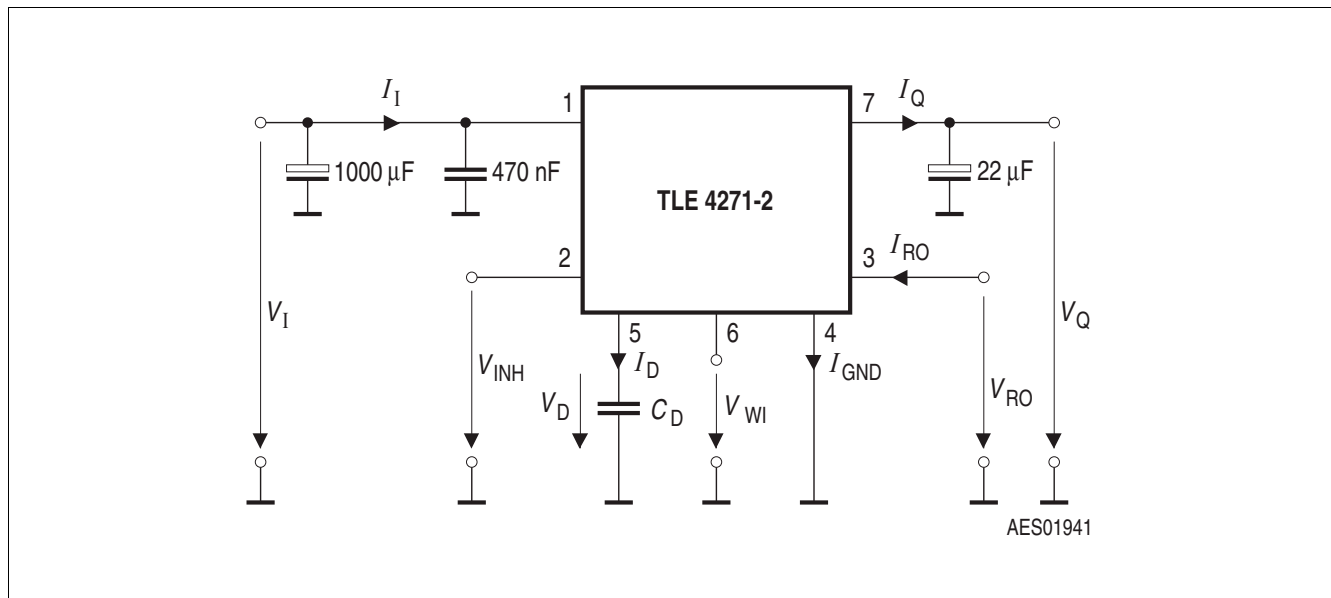 I_I
1
7
I_Q
1000 μF
470 nF
22 μF
TLE 4271-2
2
3
I_RO
V_I
V_INH
5
6
4
I_D
I_GND
V_D
C_D
V_WI
V_RO
V_Q
AES01941